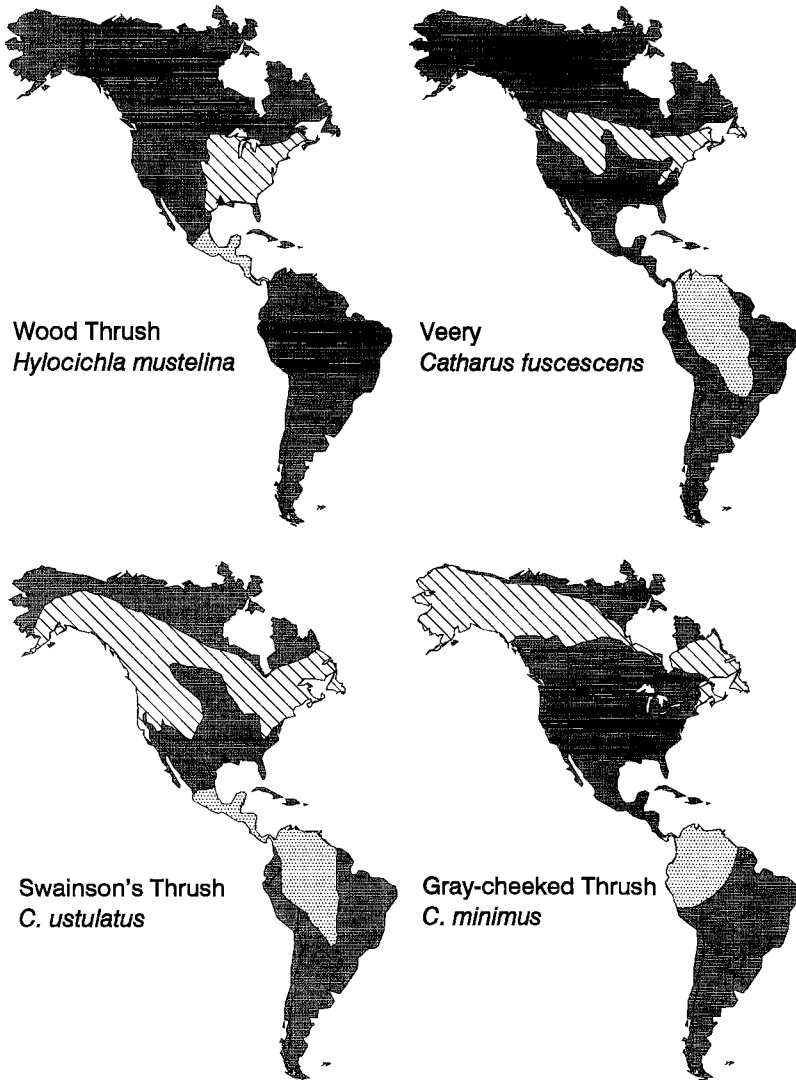 Wood Thrush
Hylocichla mustelina
Veery
Catharus fuscescens
Swainson's Thrush
C. ustulatus
Gray-cheeked Thrush
C. minimus